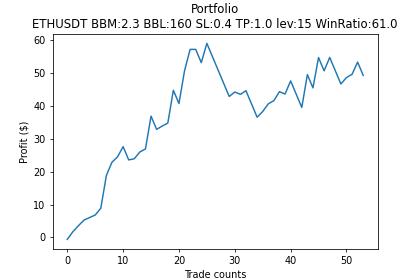 Portfolio
ETHUSDT BBM:2.3 BBL:160 SL:0.4 TP:1.0 lev:15 WinRatio:61.0
60
50
40
30
20
10
0
Profit ($)
0 10 20 30 40 50
Trade counts